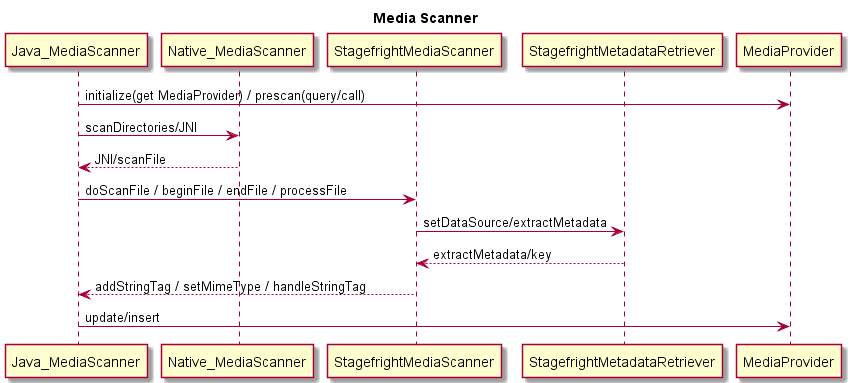 Media Scanner
Java_MediaScanner Native_MediaScanner StagefrightMediaScanner StagefrightMetadataRetriever MediaProvider
initialize(get MediaProvider) / prescan(query/call)
scanDirectories/JNI
JNI/scanFile
doScanFile / beginFile / endFile / processFile
setDataSource/extractMetadata
extractMetadata/key
addStringTag / setMimeType / handleStringTag
update/insert
Java_MediaScanner Native_MediaScanner StagefrightMediaScanner StagefrightMetadataRetriever MediaProvider